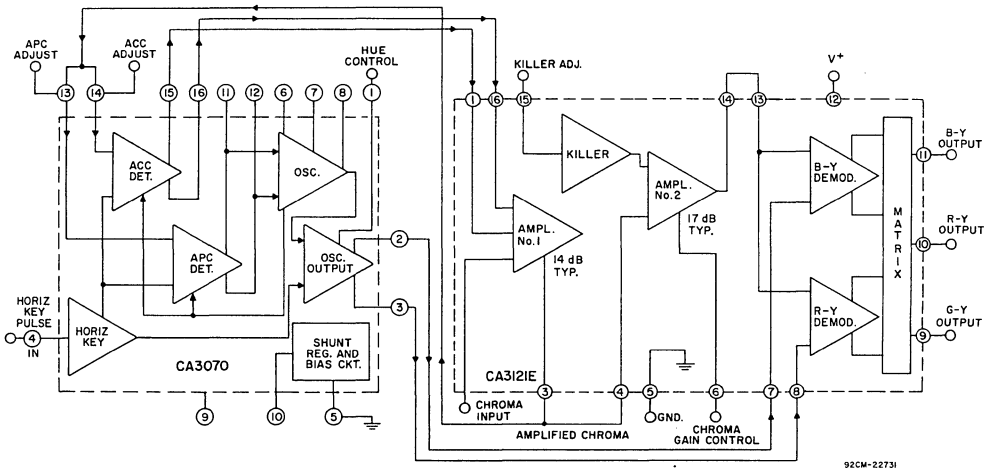 APC
ADJUST
ACC
ADJUST
HUE
CONTROL
13
14
15
16
11
12
6
7
8
1
ACC
DET.
OSC.
APC
DET.
OSC.
OUTPUT
2
3
HORIZ
KEY
PULSE
4
IN
HORIZ
KEY
CA3070
SHUNT
REG. AND
BIAS CKT.
9
10
5
KILLER ADJ.
V+
1
16
15
14
13
12
KILLER
AMPL.
No.1
14 dB
TYP.
AMPL.
No.2
17 dB
TYP.
B-Y
DEMOD.
R-Y
DEMOD.
MATRIX
B-Y
OUTPUT
11
R-Y
OUTPUT
10
G-Y
OUTPUT
9
CA3121E
CHROMA
INPUT
3
4
5
6
7
8
GND.
AMPLIFIED CHROMA
CHROMA
GAIN CONTROL
92CM-22731